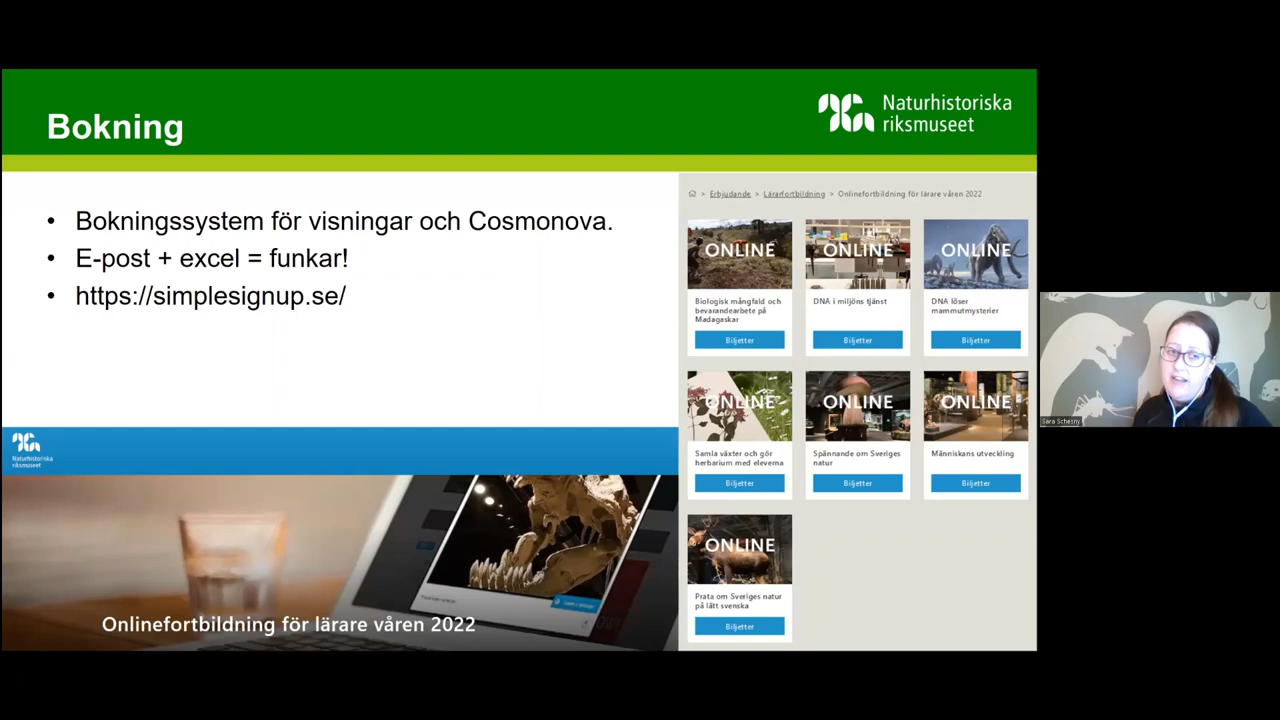 Bokning
Naturhistoriska
riksmuseet
• Bokningssystem för visningar och Cosmonova.
• E-post + excel = funkar!
• https://simplesignup.se/
> Erbjudande > Lärarfortbildning > Onlinefortbildning för lärare våren 2022
ONLINE
Biologisk mångfald och
bevarandearbete på
Madagaskar
Biljetter
ONLINE
DNA i miljöns tjänst
Biljetter
ONLINE
DNA löser
mammutmysterier
Biljetter
ONLINE
Samla växter och gör
herbarium med eleverna
Biljetter
ONLINE
Spännande om Sveriges
natur
Biljetter
ONLINE
Människans utveckling
Biljetter
ONLINE
Prata om Sveriges natur
på lätt svenska
Biljetter
Naturhistoriska
riksmuseet
Onlinefortbildning för lärare våren 2022
Sara Schesny